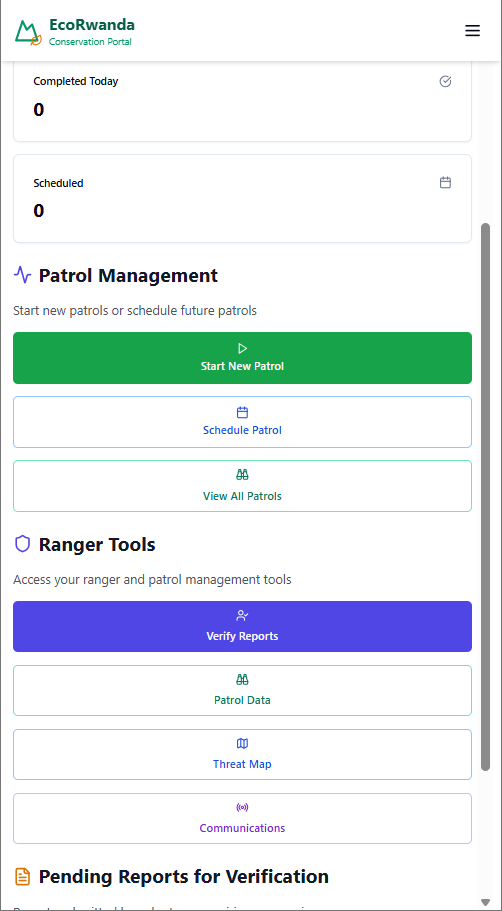 EcoRwanda
Conservation Portal
Completed Today
0
Scheduled
0
Patrol Management
Start new patrols or schedule future patrols
Start New Patrol
Schedule Patrol
View All Patrols
Ranger Tools
Access your ranger and patrol management tools
Verify Reports
Patrol Data
Threat Map
Communications
Pending Reports for Verification